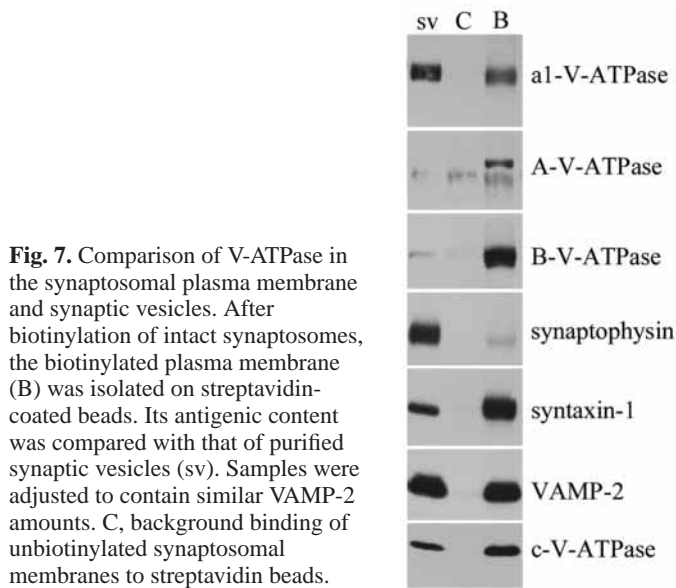 sv C B
a1-V-ATPase
A-V-ATPase
B-V-ATPase
synaptophysin
syntaxin-1
VAMP-2
c-V-ATPase
Fig. 7. Comparison of V-ATPase in
the synaptosomal plasma membrane
and synaptic vesicles. After
biotinylation of intact synaptosomes,
the biotinylated plasma membrane
(B) was isolated on streptavidin-
coated beads. Its antigenic content
was compared with that of purified
synaptic vesicles (sv). Samples were
adjusted to contain similar VAMP-2
amounts. C, background binding of
unbiotinylated synaptosomal
membranes to streptavidin beads.